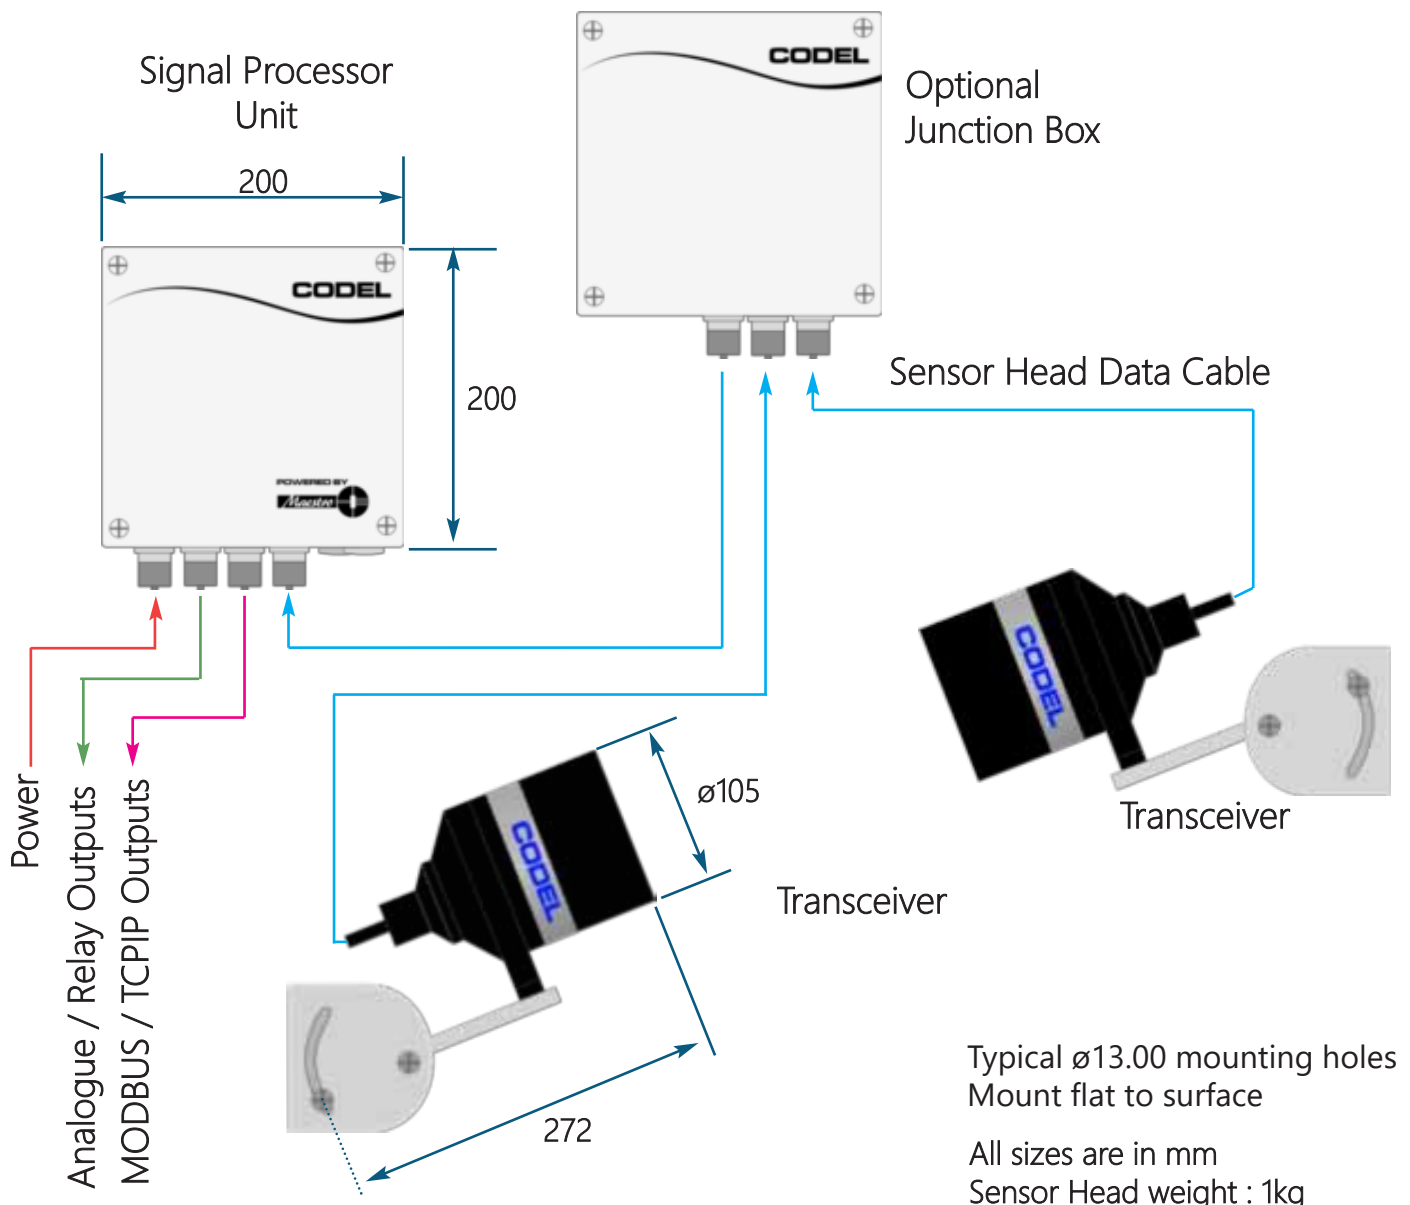 Signal Processor
Unit
200
CODEL
200
POWERED BY
Maestro
CODEL
Optional
Junction Box
Sensor Head Data Cable
CODEL
Transceiver
CODEL
ø105
Transceiver
272
Power
Analogue / Relay Outputs
MODBUS / TCPIP Outputs
Typical ø13.00 mounting holes
Mount flat to surface
All sizes are in mm
Sensor Head weight : 1kg